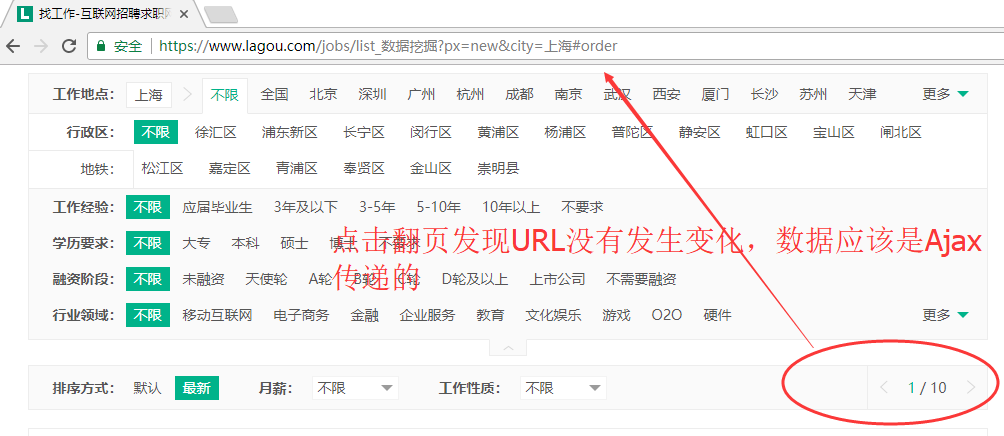 找工作-互联网招聘求职网
安全 https://www.lagou.com/jobs/list_数据挖掘?px=new&city=上海#order
工作地点： 上海 不限 全国 北京 深圳 广州 杭州 成都 南京 武汉 西安 厦门 长沙 苏州 天津 更多
行政区： 不限 徐汇区 浦东新区 长宁区 闵行区 黄浦区 杨浦区 普陀区 静安区 虹口区 宝山区 闸北区
地铁： 松江区 嘉定区 青浦区 奉贤区 金山区 崇明县
工作经验： 不限 应届毕业生 3年及以下 3-5年 5-10年 10年以上 不要求
学历要求： 不限 大专 本科 硕士 博士 不要求
点击翻页发现URL没有发生变化，数据应该是Ajax
传递的
融资阶段： 不限 未融资 天使轮 A轮 B轮 C轮 D轮及以上 上市公司 不需要融资
行业领域： 不限 移动互联网 电子商务 金融 企业服务 教育 文化娱乐 游戏 O2O 硬件 更多
排序方式： 默认 最新 月薪： 不限 工作性质： 不限 1 / 10